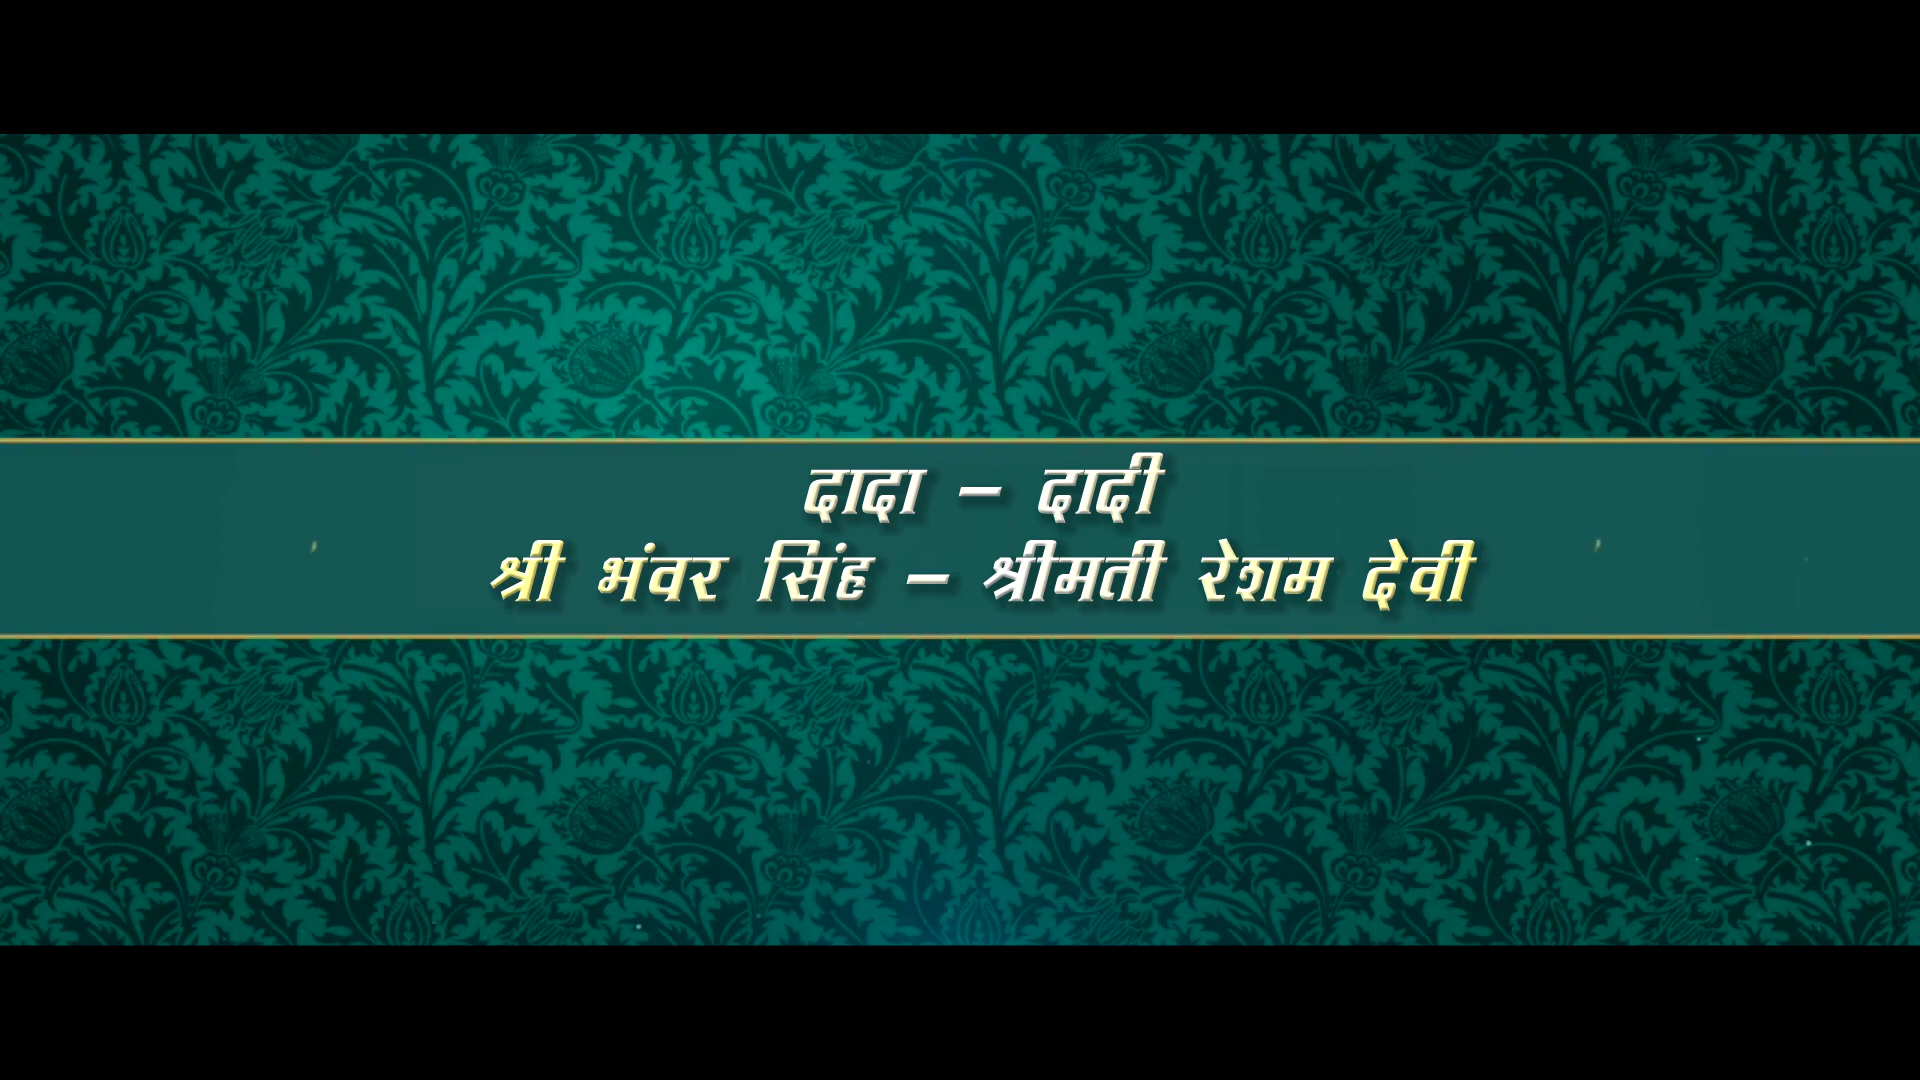 दादा – दादी
श्री भंवर सिंह – श्रीमती रेशम देवी